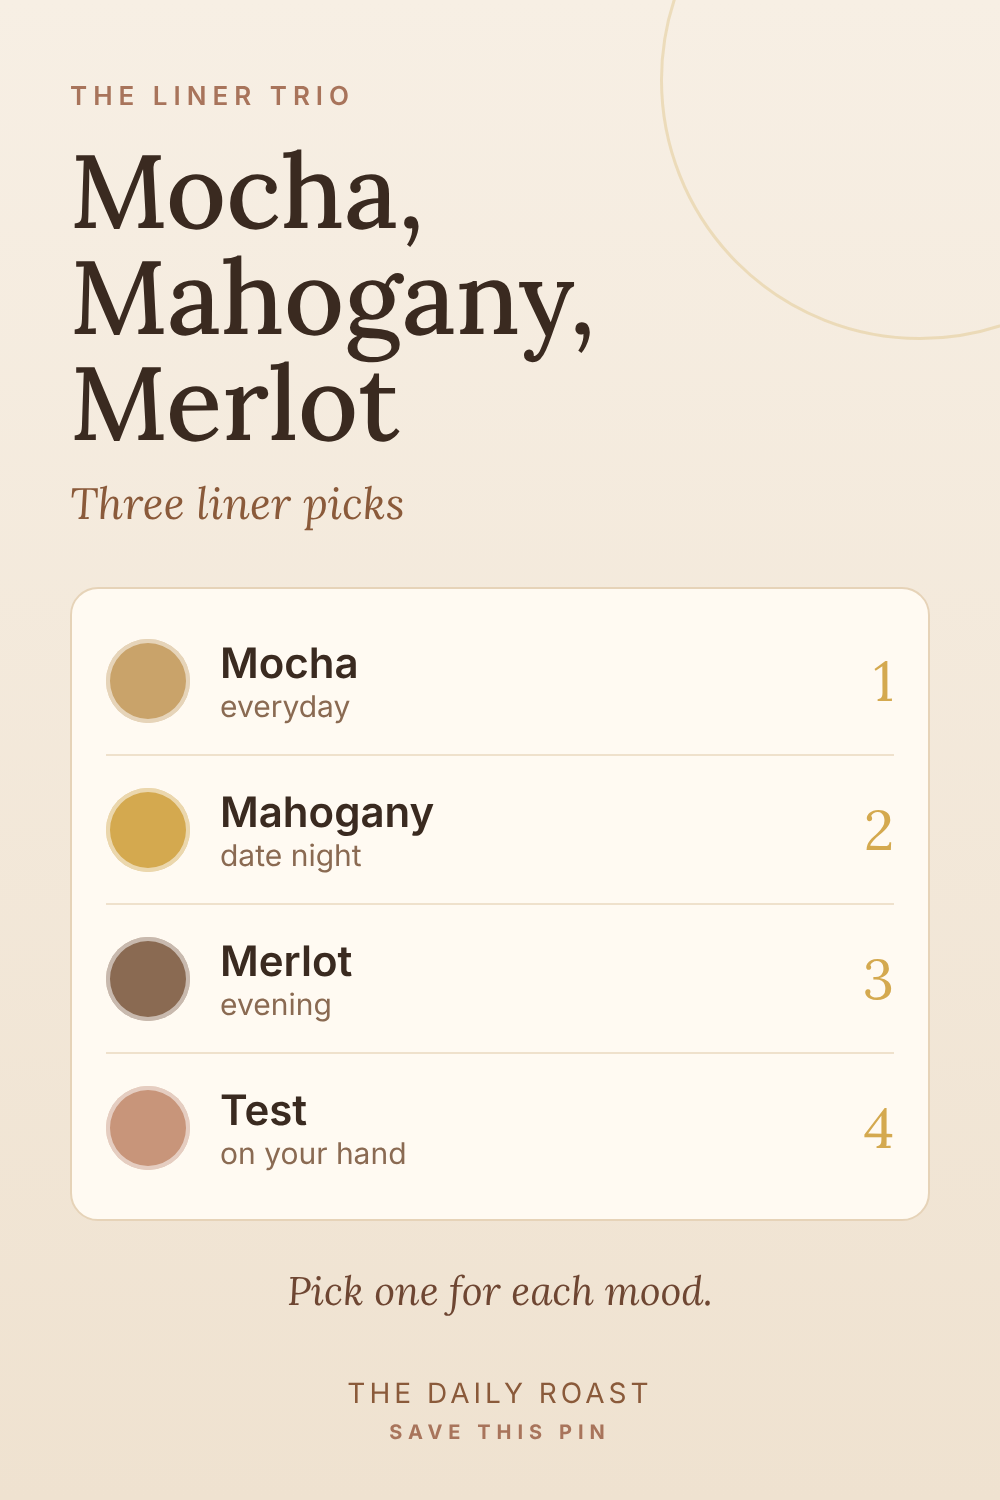 THE LINER TRIO
Mocha,
Mahogany,
Merlot
Three liner picks
Mocha
everyday
1
Mahogany
date night
2
Merlot
evening
3
Test
on your hand
4
Pick one for each mood.
THE DAILY ROAST
SAVE THIS PIN